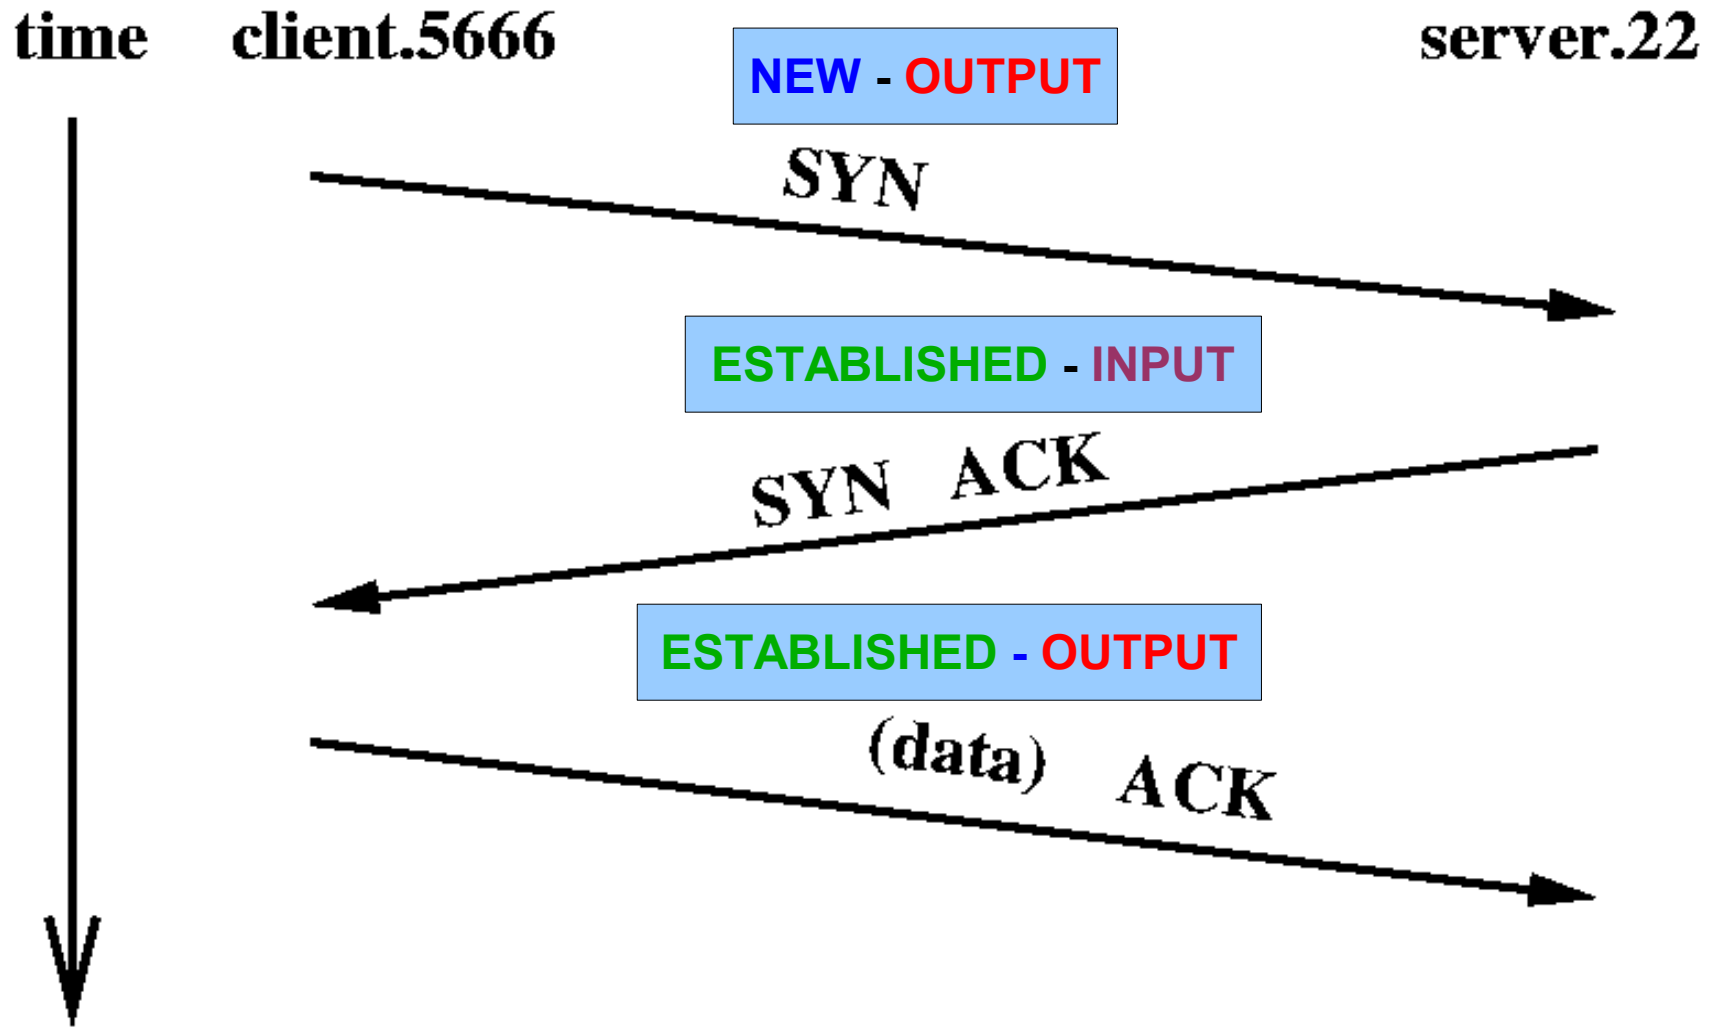 time client.5666 server.22
NEW - OUTPUT
SYN
ESTABLISHED - INPUT
SYN ACK
ESTABLISHED - OUTPUT
(data) ACK